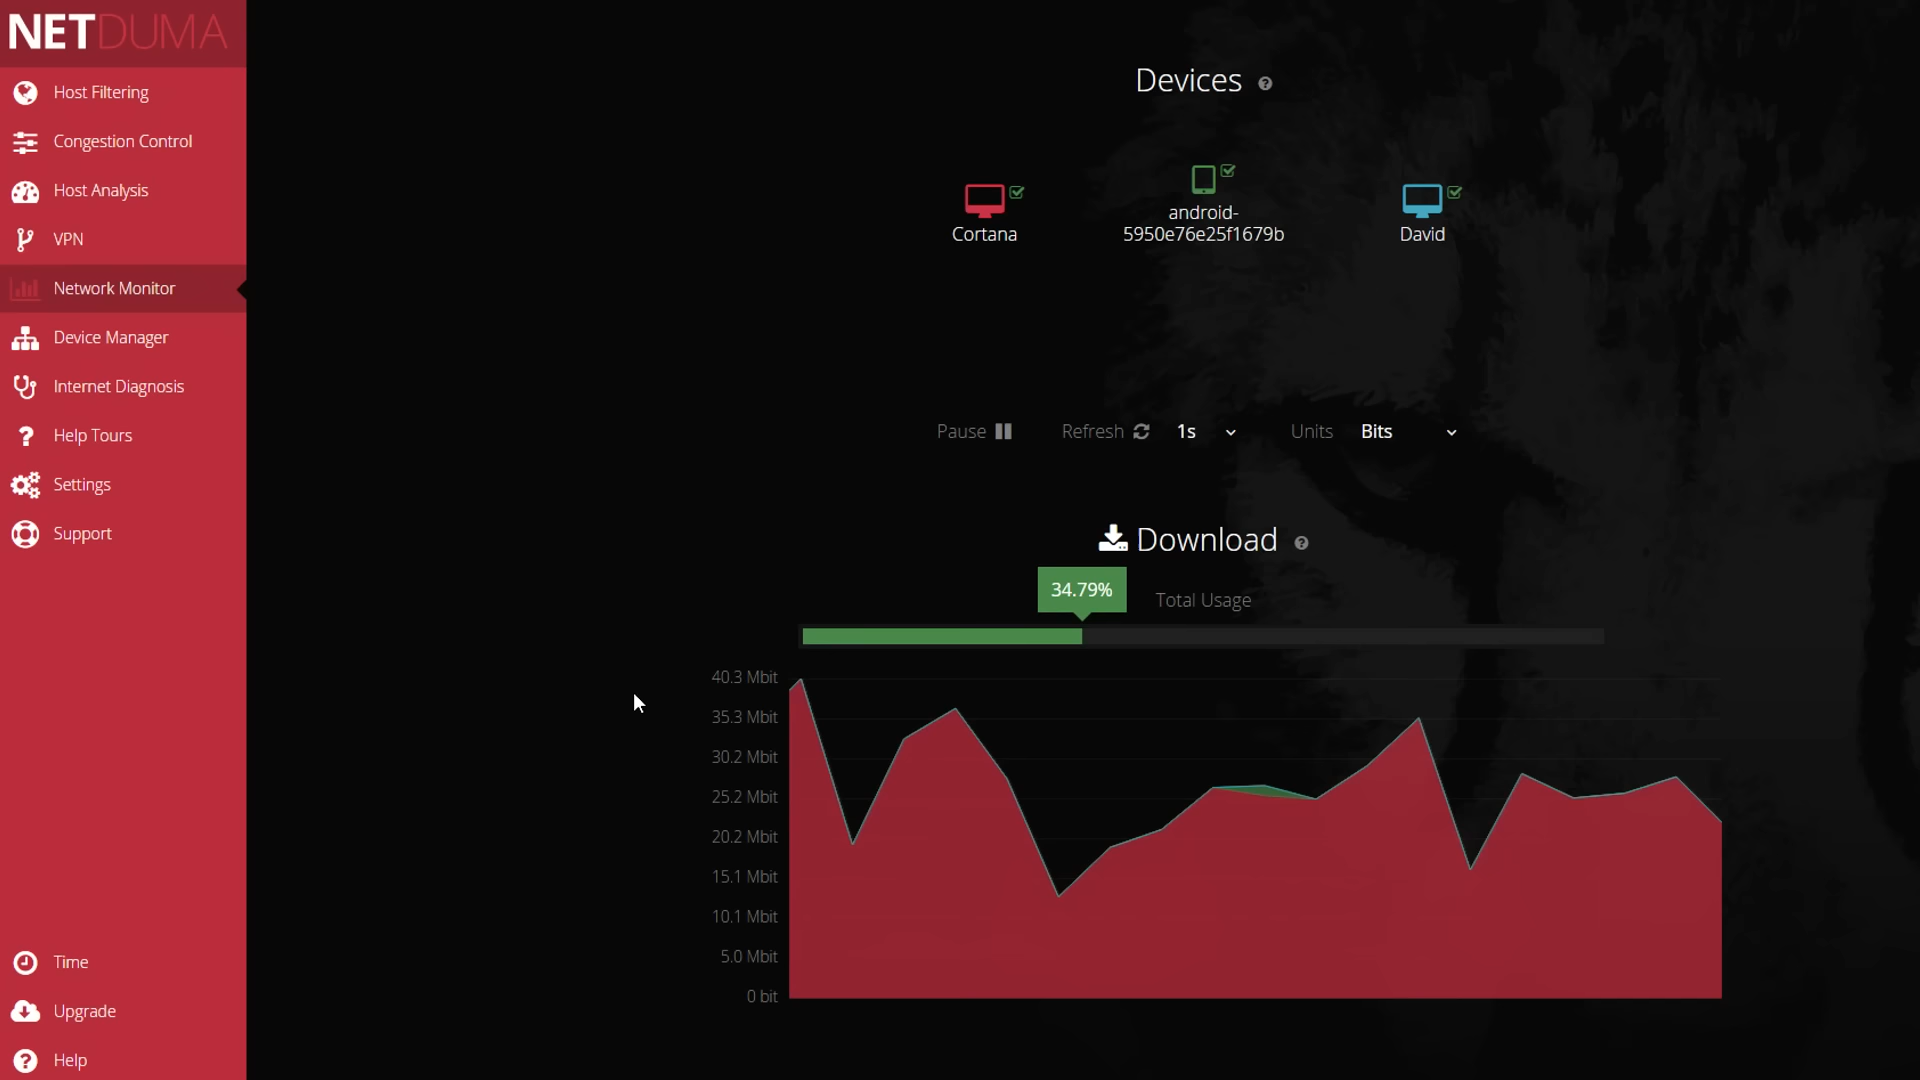 NETDUMA
Host Filtering
Congestion Control
Host Analysis
VPN
Network Monitor
Device Manager
Internet Diagnosis
Help Tours
Settings
Support
Time
Upgrade
Help
Devices
Cortana
android-
5950e76e25f1679b
David
Pause
Refresh 1s
Units Bits
Download
34.79%
Total Usage
40.3 Mbit
35.3 Mbit
30.2 Mbit
25.2 Mbit
20.2 Mbit
15.1 Mbit
10.1 Mbit
5.0 Mbit
0 bit